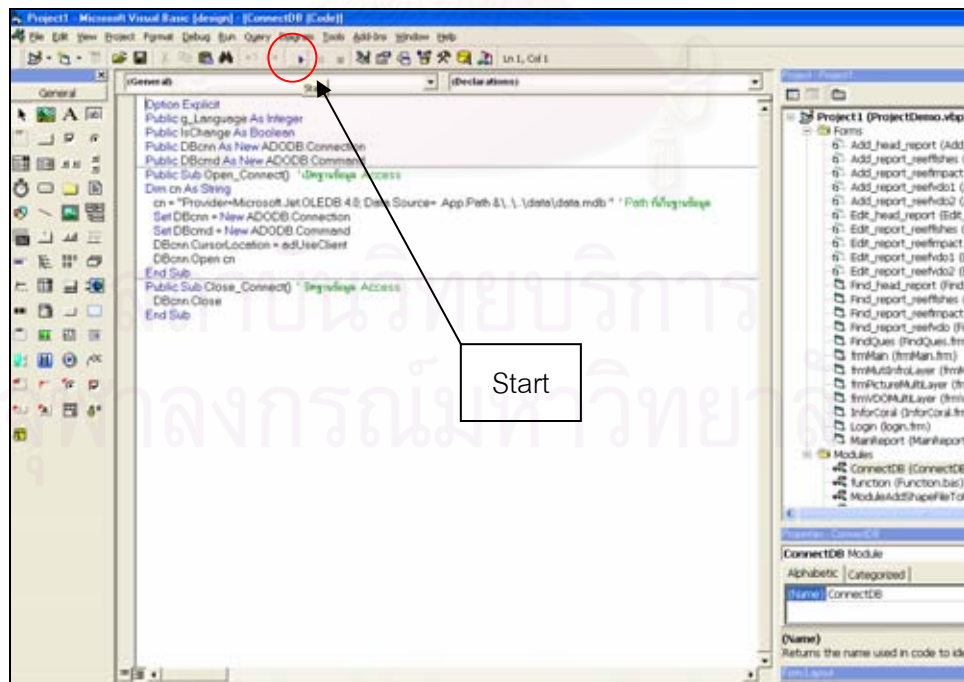 Project1 - Microsoft Visual Basic [design] - [ConnectDB (Code)]
File Edit View Project Format Debug Run Query Diagram Tools Add-Ins Window Help
Ln 1, Col 1
General
(General)
(Declarations)
Start
Option Explicit
Public g_Language As Integer
Public IsChange As Boolean
Public DBcnn As New ADODB.Connection
Public DBcmd As New ADODB.Command
Public Sub Open_Connect() 'เปิดฐานข้อมูล Access
Dim cn As String
cn = "Provider=Microsoft.Jet.OLEDB.4.0; Data Source= App.Path &\..\..\data\data.mdb " ' Path ที่เก็บฐานข้อมูล
Set DBcnn = New ADODB.Connection
Set DBcmd = New ADODB.Command
DBcnn.CursorLocation = adUseClient
DBcnn.Open cn
End Sub
Public Sub Close_Connect() ' ปิดฐานข้อมูล Access
DBcnn.Close
End Sub
Start
สถาบันวิทยบริการ
จุฬาลงกรณ์มหาวิทยาลัย
Project - Project1
Project1 (ProjectDemo.vbp
Forms
Add_head_report (Add
Add_report_reeffishes (
Add_report_reefimpact
Add_report_reefvdo1 (A
Add_report_reefvdo2 (A
Edit_head_report (Edit_
Edit_report_reeffishes (
Edit_report_reefimpact
Edit_report_reefvdo1 (E
Edit_report_reefvdo2 (E
Find_head_report (Find
Find_report_reeffishes (
Find_report_reefimpact
Find_report_reefvdo (Fi
FindQues (FindQues.frm
frmMain (frmMain.frm)
frmMultiInfroLayer (frmM
frmPictureMultiLayer (fr
frmVDOMultiLayer (frmV
InforCoral (InforCoral.fr
Login (login.frm)
MainReport (MainReport
Modules
ConnectDB (ConnectDB
function (Function.bas)
ModuleAddShapeFileTo
Properties - ConnectDB
ConnectDB Module
Alphabetic
Categorized
(Name) ConnectDB
(Name)
Returns the name used in code to ide
Form Layout